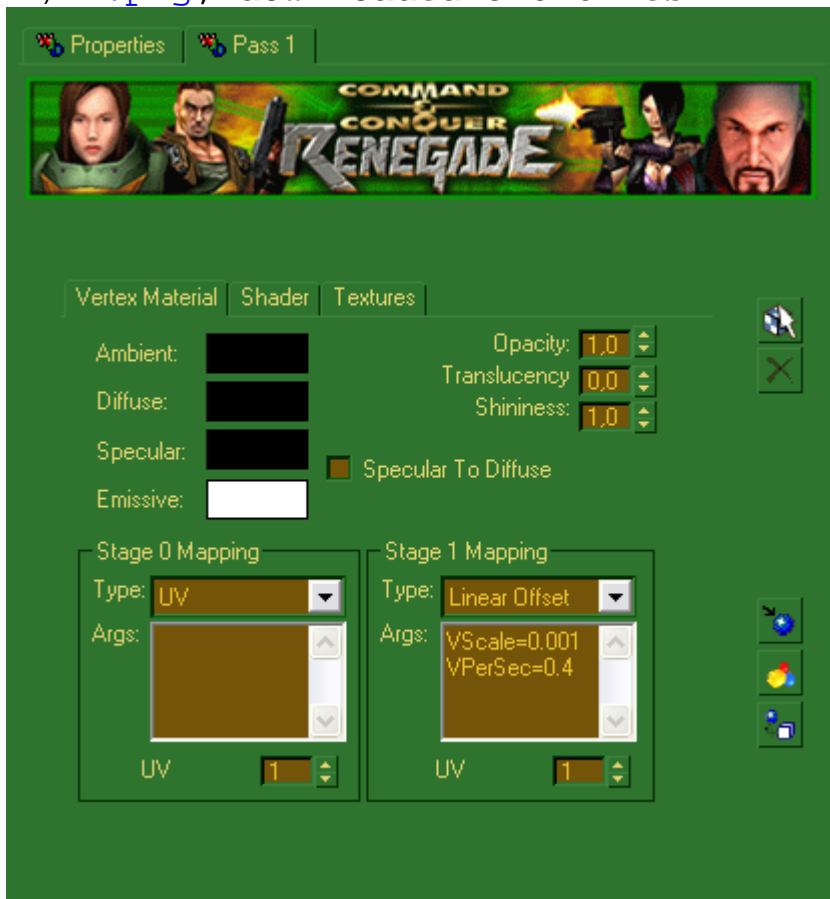 Properties
Pass 1
COMMAND
&
CONQUER
RENEGADE
Vertex Material
Shader
Textures
Ambient:
Opacity: 1,0
Translucency 0,0
Diffuse:
Shininess: 1,0
Specular:
Specular To Diffuse
Emissive:
Stage 0 Mapping
Type: UV
Args:
UV 1
Stage 1 Mapping
Type: Linear Offset
Args: VScale=0.001
VPerSec=0.4
UV 1